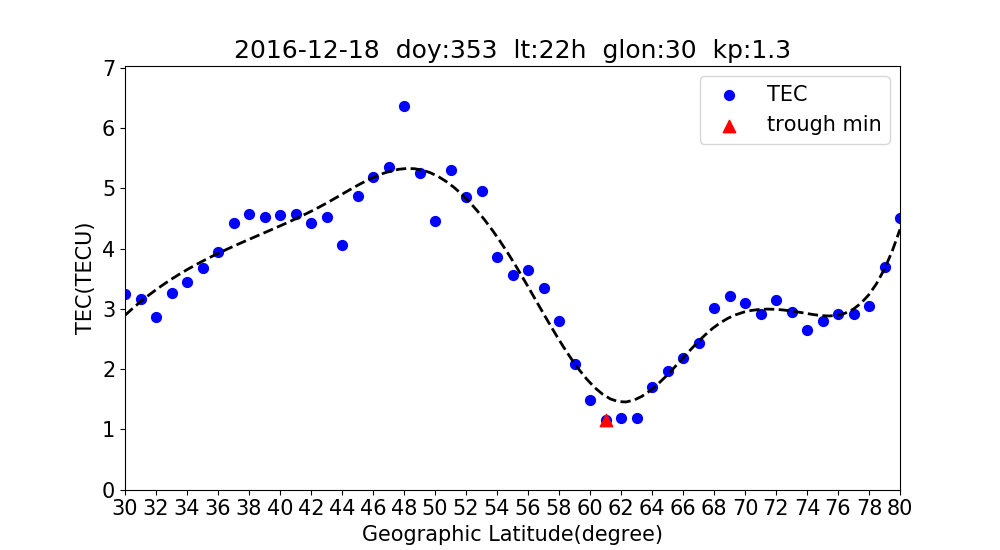 2016-12-18 doy:353 lt:22h glon:30 kp:1.3
TEC
trough min
TEC(TECU)
7
6
5
4
3
2
1
0
30 32 34 36 38 40 42 44 46 48 50 52 54 56 58 60 62 64 66 68 70 72 74 76 78 80
Geographic Latitude(degree)